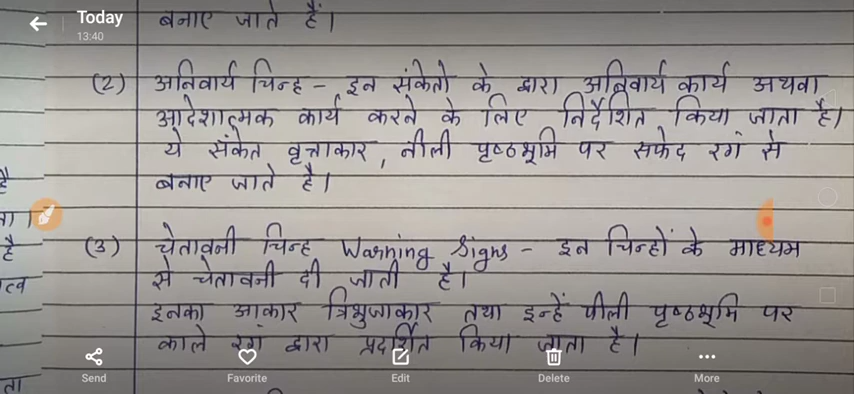 Today
13:40
बनाए जाते हैं।
(2) अनिवार्य चिन्ह - इन संकेतो के द्वारा अनिवार्य कार्य अथवा
आदेशात्मक कार्य करने के लिए निर्देशित किया जाता है।
ये संकेत वृत्ताकार, नीली पृष्ठभूमि पर सफेद रंग से
बनाए जाते है।
है
ना।
(3) चेतावनी चिन्ह Warning Signs - इन चिन्हों के माध्यम
है
से चेतावनी दी जाती है।
त्व
इनका आकार त्रिभुजाकार तथा इन्हें पीली पृष्ठभूमि पर
काले रंग द्वारा प्रदर्शित किया जाता है।
Send Favorite Edit Delete More
ता